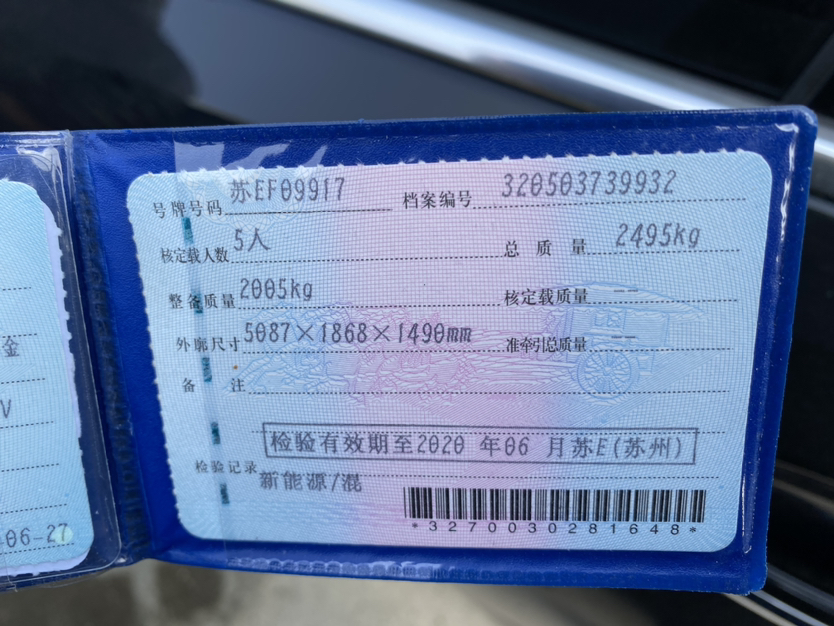 号牌号码 苏EF09917 档案编号 320503739932
核定载人数 5人 总质量 2495kg
整备质量 2005kg 核定载质量 --
外廓尺寸 5087×1868×1490mm 准牵引总质量 --
备注
检验有效期至2020 年06 月苏E(苏州)
检验记录
新能源/混
*3270030281648*
金
V
06-27